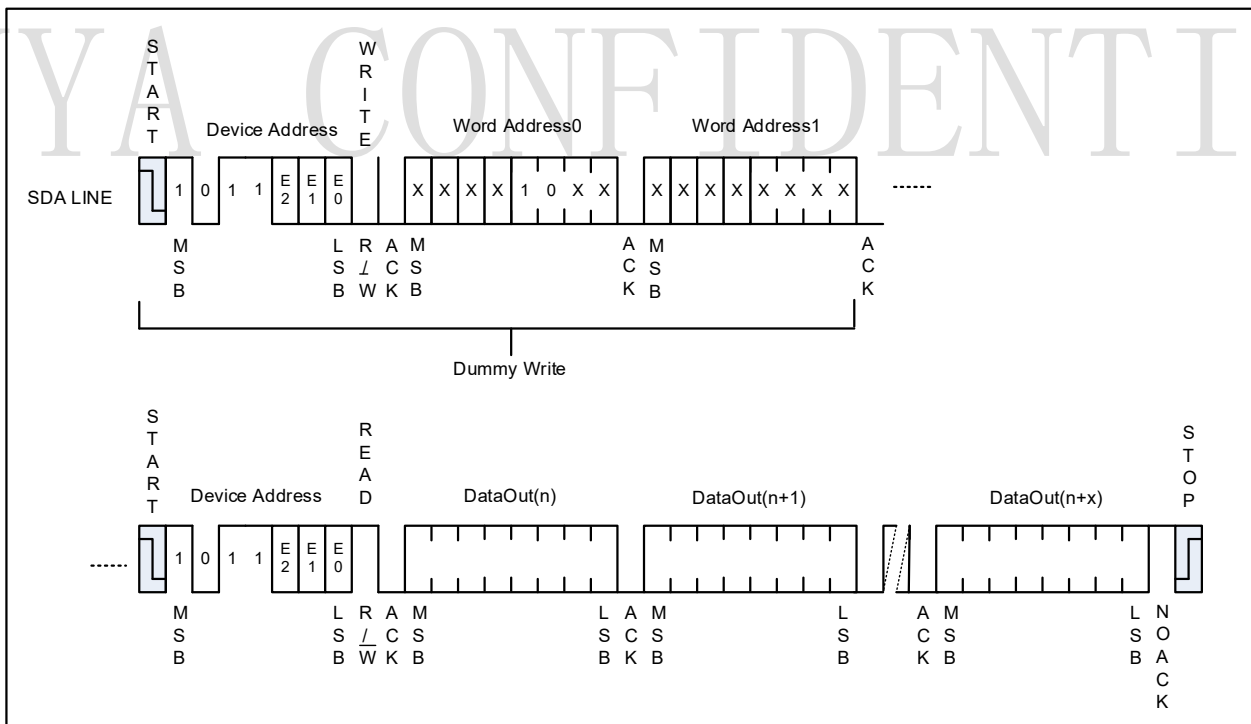 YA CONFIDENTI
START
WRITE
Device Address
Word Address0
Word Address1
SDA LINE
1 0 1 1 E2 E1 E0
X X X X 1 0 X X
X X X X X X X X
......
MSB
LSB
R/W
ACK
MSB
ACK
MSB
ACK
Dummy Write
START
READ
STOP
Device Address
DataOut(n)
DataOut(n+1)
DataOut(n+x)
......
1 0 1 1 E2 E1 E0
MSB
LSB
R/W
ACK
MSB
LSB
ACK
MSB
LSB
ACK
MSB
LSB
NOACK